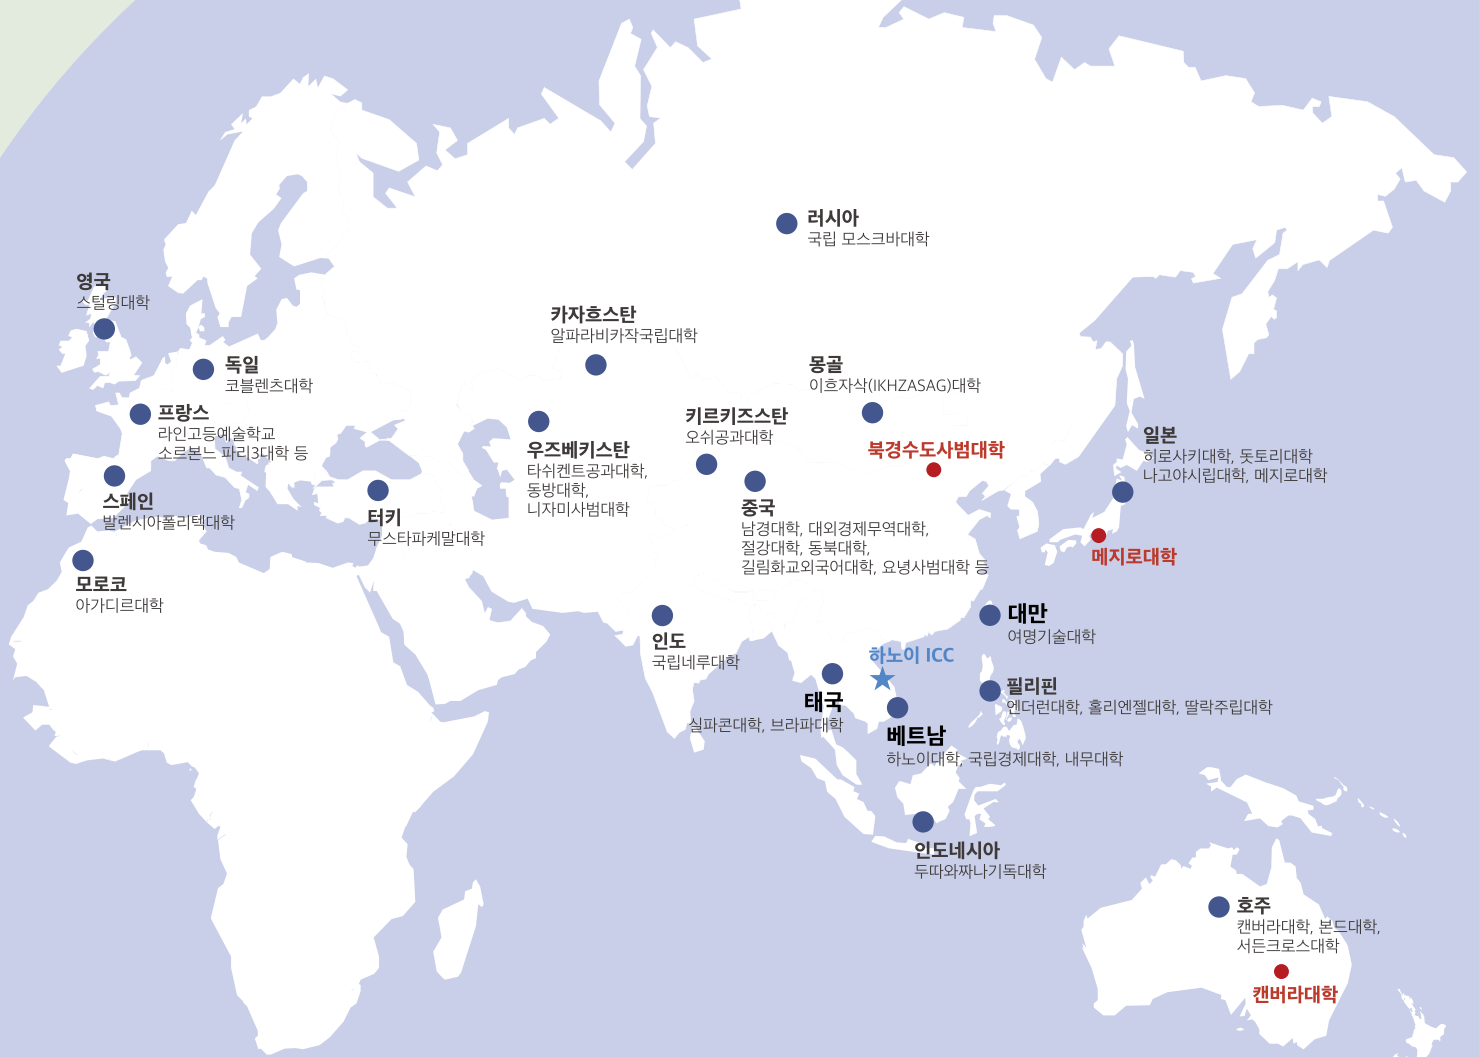 러시아
국립 모스크바대학
영국
스털링대학
카자흐스탄
알파라비카작국립대학
독일
코블렌츠대학
몽골
이흐자삭(IKHZASAG)대학
프랑스
라인고등예술학교
소르본느 파리3대학 등
키르키즈스탄
오쉬공과대학
우즈베키스탄
타쉬켄트공과대학,
동방대학,
니자미사범대학
북경수도사범대학
일본
히로사키대학, 돗토리대학
나고야시립대학, 메지로대학
스페인
발렌시아폴리텍대학
터키
무스타파케말대학
중국
남경대학, 대외경제무역대학,
절강대학, 동북대학,
길림화교외국어대학, 요녕사범대학 등
메지로대학
모로코
아가디르대학
인도
국립네루대학
대만
여명기술대학
하노이 ICC
태국
실파콘대학, 브라파대학
필리핀
엔더런대학, 홀리엔젤대학, 딸락주립대학
베트남
하노이대학, 국립경제대학, 내무대학
인도네시아
두따와짜나기독대학
호주
캔버라대학, 본드대학,
서든크로스대학
캔버라대학